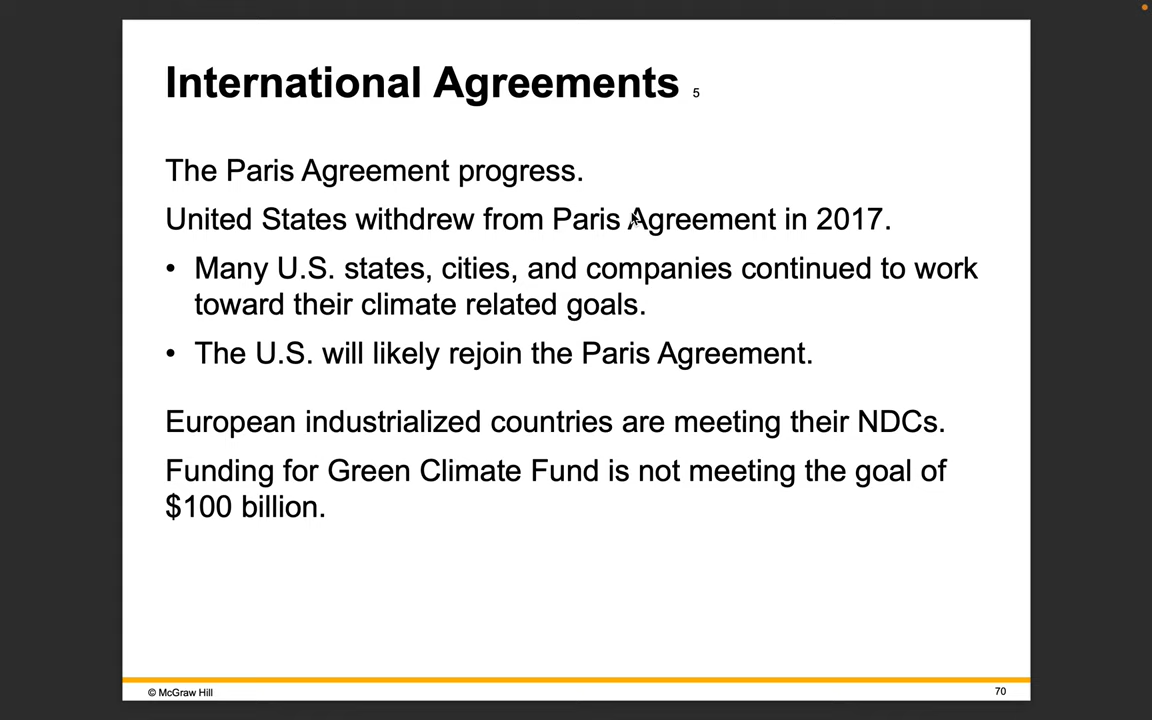 International Agreements 5
The Paris Agreement progress.
United States withdrew from Paris Agreement in 2017.
• Many U.S. states, cities, and companies continued to work
toward their climate related goals.
• The U.S. will likely rejoin the Paris Agreement.
European industrialized countries are meeting their NDCs.
Funding for Green Climate Fund is not meeting the goal of
$100 billion.
© McGraw Hill
70